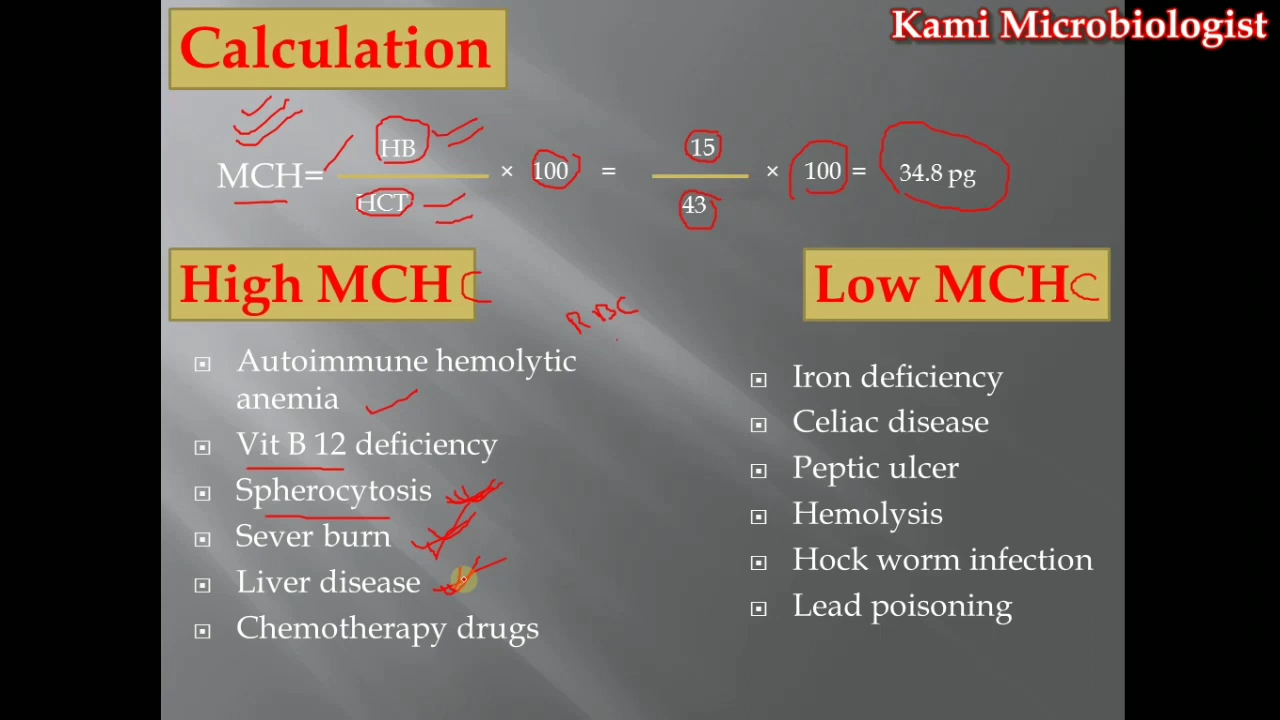 Kami Microbiologist
Calculation
MCH= HB / HCT × 100 = 15 / 43 × 100 = 34.8 pg
High MCH C
Low MCH C
RBC
Autoimmune hemolytic
anemia
Vit B 12 deficiency
Spherocytosis
Sever burn
Liver disease
Chemotherapy drugs
Iron deficiency
Celiac disease
Peptic ulcer
Hemolysis
Hock worm infection
Lead poisoning